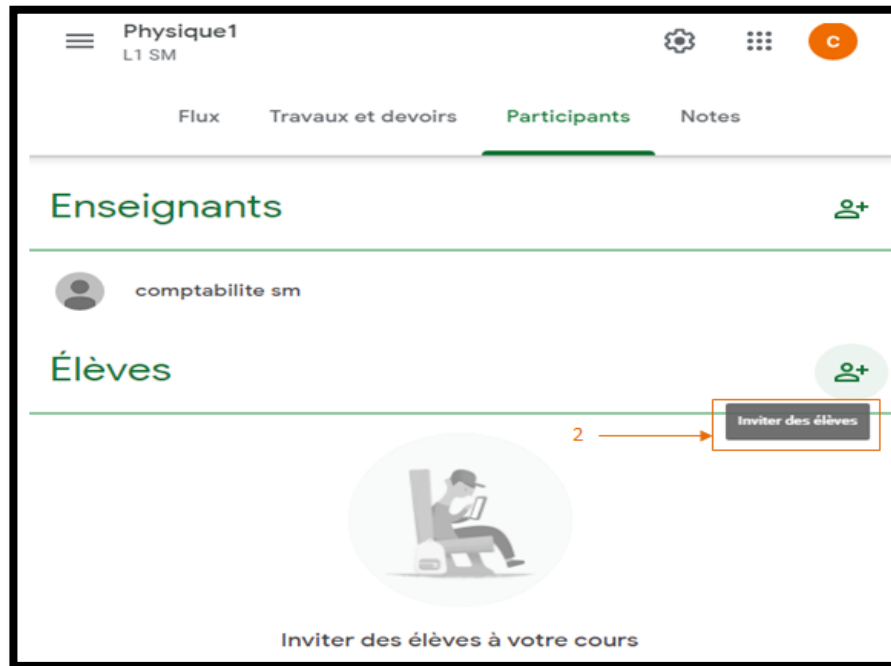 Physique1
L1 SM
C
Flux Travaux et devoirs Participants Notes
Enseignants
comptabilite sm
Élèves
Inviter des élèves
2
Inviter des élèves à votre cours